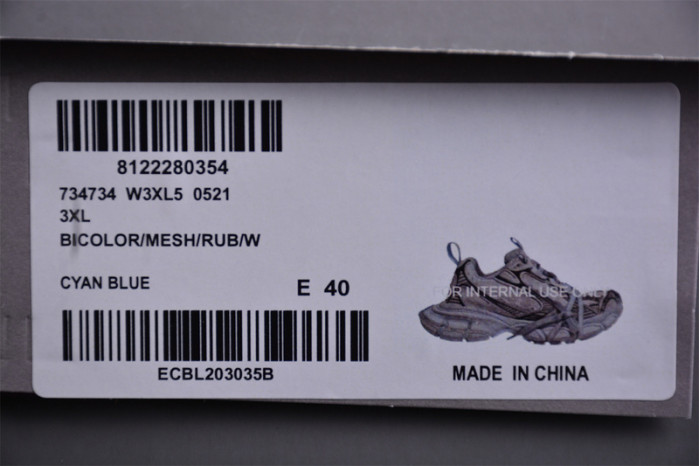 8122280354
734734 W3XL5 0521
3XL
BICOLOR/MESH/RUB/W
CYAN BLUE
E 40
FOR INTERNAL USE ONLY
ECBL203035B
MADE IN CHINA